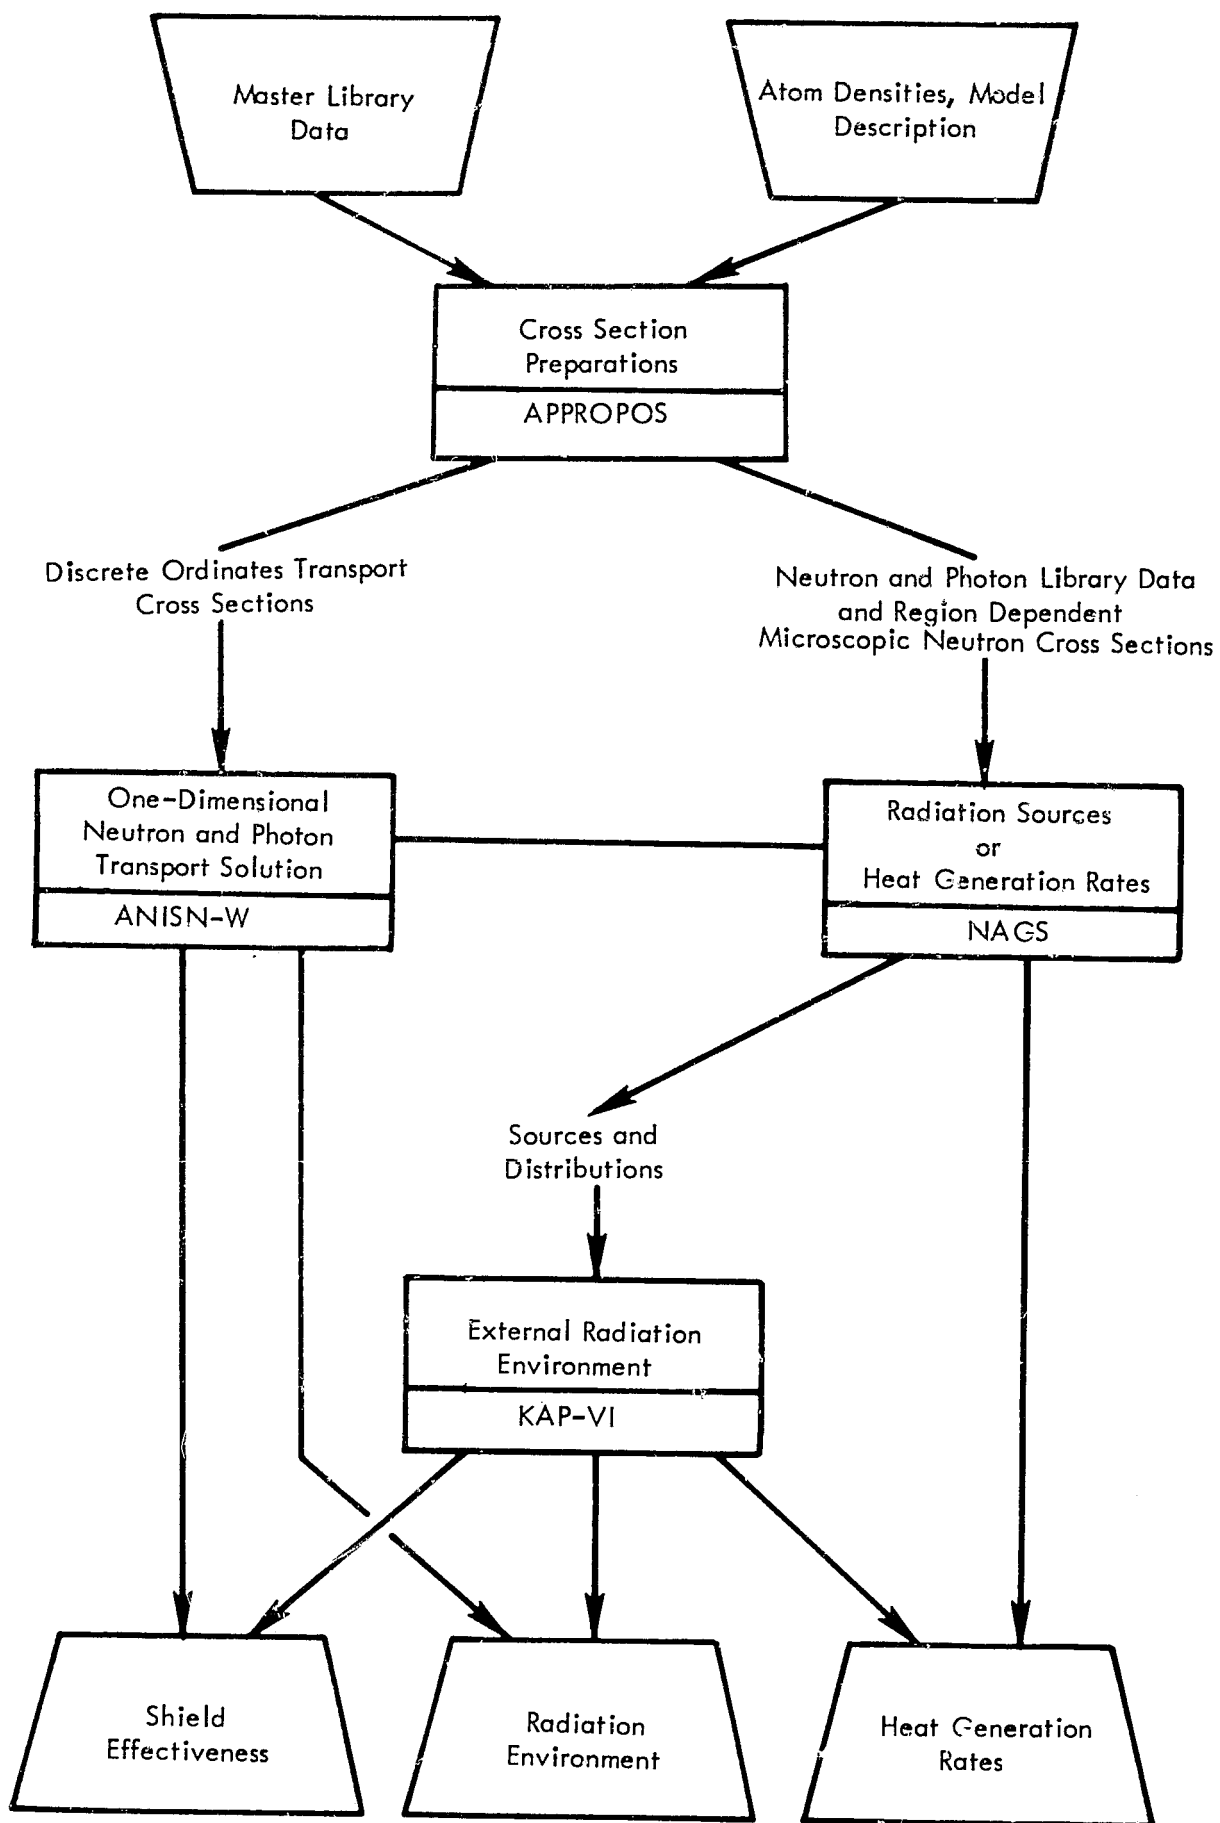 Master Library
Data
Atom Densities, Model
Description
Cross Section
Preparations
APPROPOS
Discrete Ordinates Transport
Cross Sections
Neutron and Photon Library Data
and Region Dependent
Microscopic Neutron Cross Sections
One-Dimensional
Neutron and Photon
Transport Solution
ANISN-W
Radiation Sources
or
Heat Generation Rates
NAGS
Sources and
Distributions
External Radiation
Environment
KAP-VI
Shield
Effectiveness
Radiation
Environment
Heat Generation
Rates